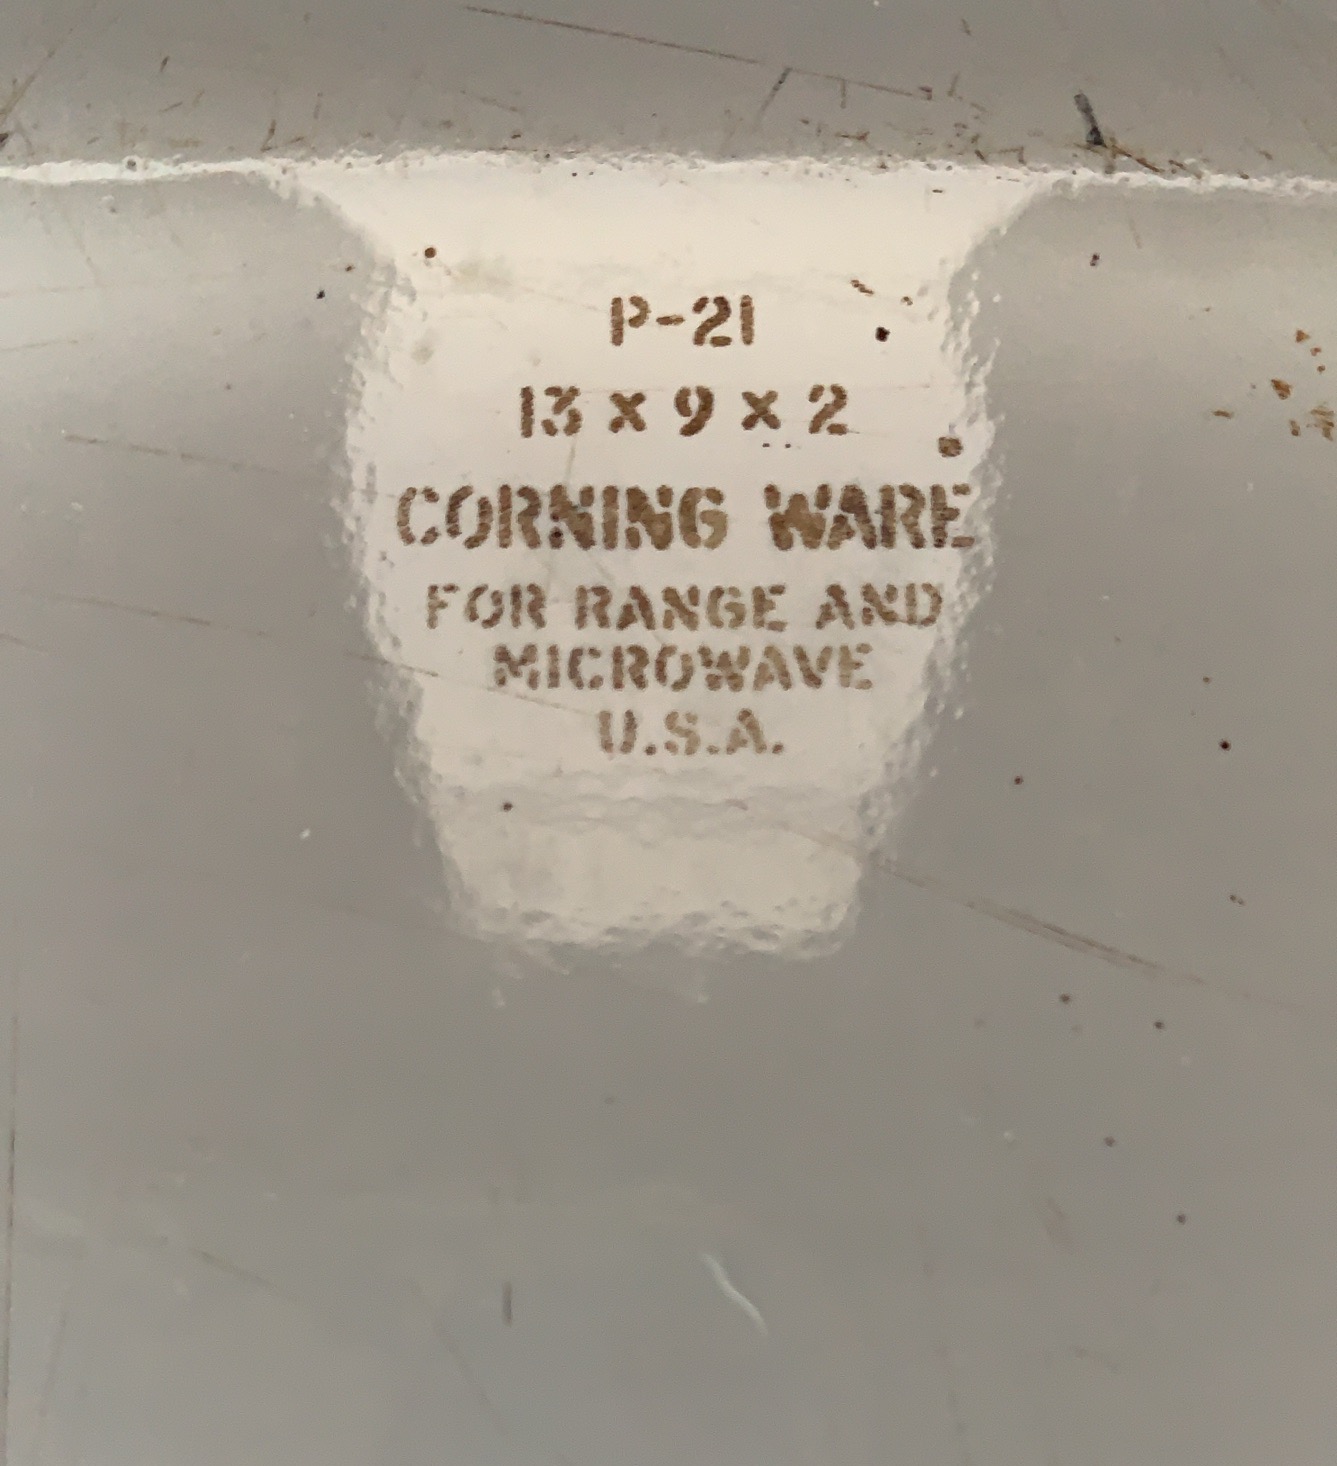 P-21
13 x 9 x 2
CORNING WARE
FOR RANGE AND
MICROWAVE
U.S.A.